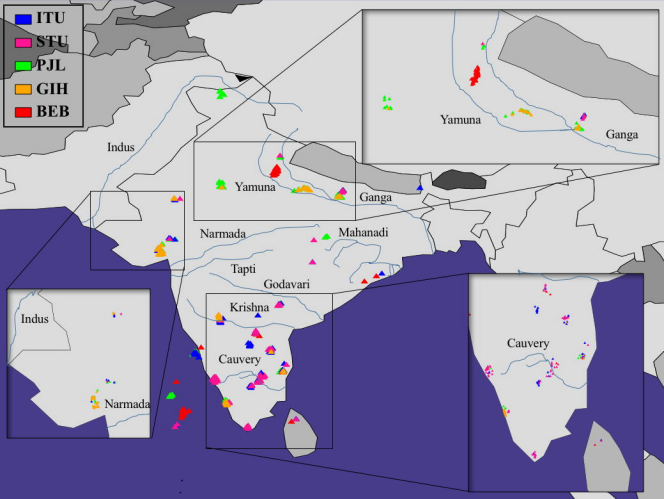 ITU
STU
PJL
GIH
BEB
Yamuna
Ganga
Indus
Yamuna
Ganga
Narmada
Mahanadi
Tapti
Godavari
Krishna
Cauvery
Indus
Narmada
Cauvery